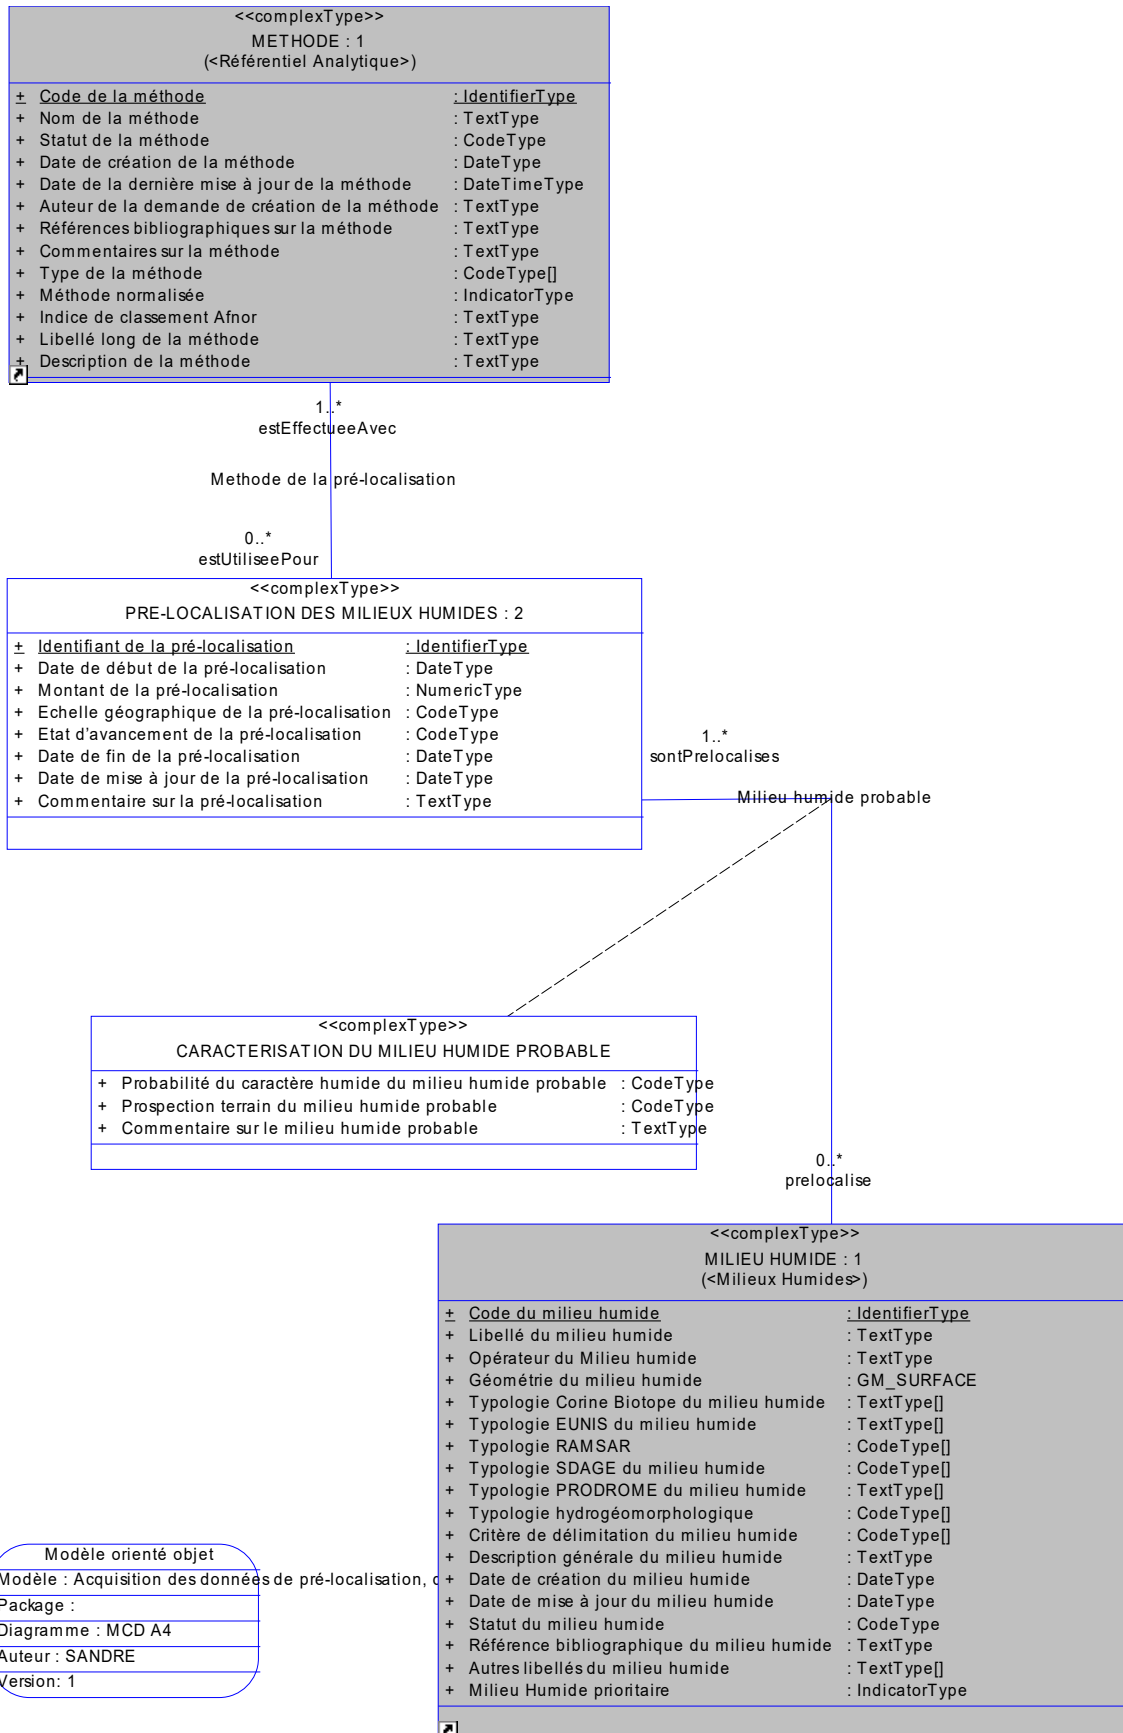 <<complexType>>
METHODE : 1
(<Référentiel Analytique>)
+ Code de la méthode : IdentifierType
+ Nom de la méthode : TextType
+ Statut de la méthode : CodeType
+ Date de création de la méthode : DateType
+ Date de la dernière mise à jour de la méthode : DateTimeType
+ Auteur de la demande de création de la méthode : TextType
+ Références bibliographiques sur la méthode : TextType
+ Commentaires sur la méthode : TextType
+ Type de la méthode : CodeType[]
+ Méthode normalisée : IndicatorType
+ Indice de classement Afnor : TextType
+ Libellé long de la méthode : TextType
+ Description de la méthode : TextType
1..*
estEffectueeAvec
Methode de la pré-localisation
0..*
estUtiliseePour
<<complexType>>
PRE-LOCALISATION DES MILIEUX HUMIDES : 2
+ Identifiant de la pré-localisation : IdentifierType
+ Date de début de la pré-localisation : DateType
+ Montant de la pré-localisation : NumericType
+ Echelle géographique de la pré-localisation : CodeType
+ Etat d'avancement de la pré-localisation : CodeType
+ Date de fin de la pré-localisation : DateType
+ Date de mise à jour de la pré-localisation : DateType
+ Commentaire sur la pré-localisation : TextType
1..*
sontPrelocalises
Milieu humide probable
<<complexType>>
CARACTERISATION DU MILIEU HUMIDE PROBABLE
+ Probabilité du caractère humide du milieu humide probable : CodeType
+ Prospection terrain du milieu humide probable : CodeType
+ Commentaire sur le milieu humide probable : TextType
0..*
prelocalise
<<complexType>>
MILIEU HUMIDE : 1
(<Milieux Humides>)
+ Code du milieu humide : IdentifierType
+ Libellé du milieu humide : TextType
+ Opérateur du Milieu humide : TextType
+ Géométrie du milieu humide : GM_SURFACE
+ Typologie Corine Biotope du milieu humide : TextType[]
+ Typologie EUNIS du milieu humide : TextType[]
+ Typologie RAMSAR : CodeType[]
+ Typologie SDAGE du milieu humide : CodeType[]
+ Typologie PRODROME du milieu humide : TextType[]
+ Typologie hydrogéomorphologique : CodeType[]
+ Critère de délimitation du milieu humide : CodeType[]
+ Description générale du milieu humide : TextType
+ Date de création du milieu humide : DateType
+ Date de mise à jour du milieu humide : DateType
+ Statut du milieu humide : CodeType
+ Référence bibliographique du milieu humide : TextType
+ Autres libellés du milieu humide : TextType[]
+ Milieu Humide prioritaire : IndicatorType
Modèle orienté objet
Modèle : Acquisition des données de pré-localisation,
Package :
Diagramme : MCD A4
Auteur : SANDRE
Version: 1